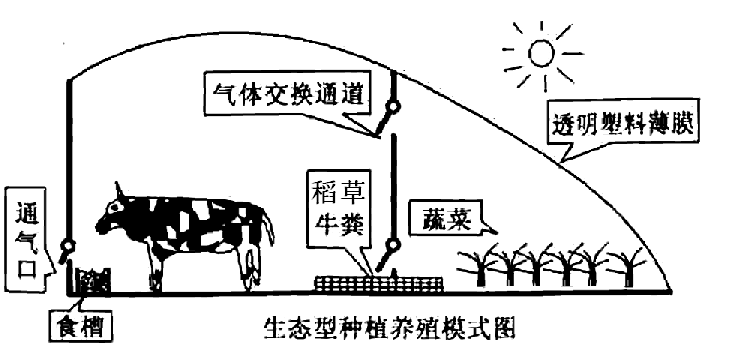 气体交换通道
透明塑料薄膜
通气口
稻草
牛粪
蔬菜
食槽
生态型种植养殖模式图